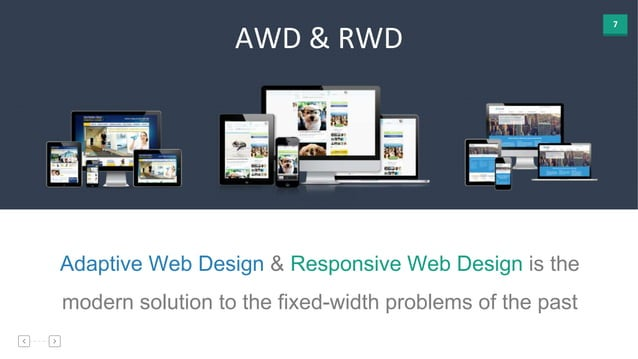 7
AWD & RWD
Adaptive Web Design & Responsive Web Design is the
modern solution to the fixed-width problems of the past